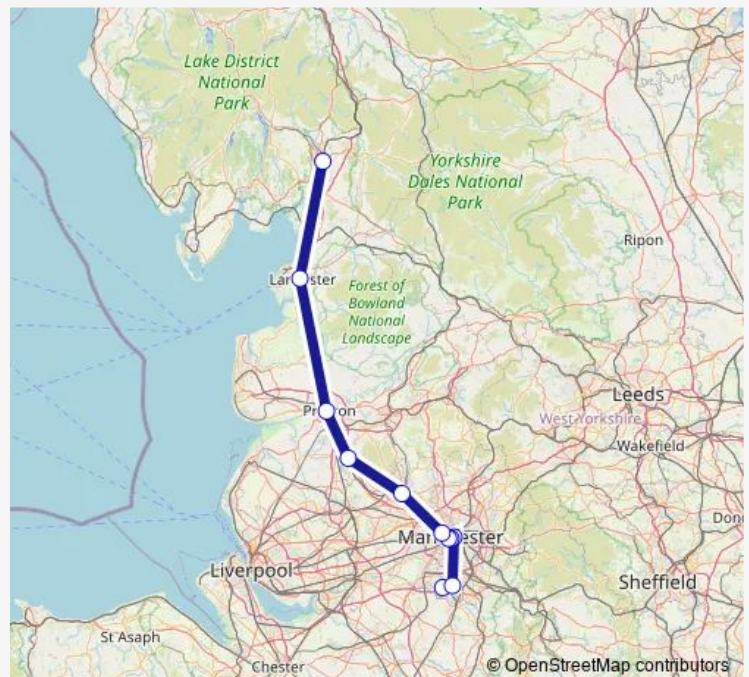 Lake District
National
Park
Yorkshire
Dales National
Park
Ripon
Forest of
Bowland
National
Landscape
Leeds
West Yorkshire
Wakefield
Liverpool
Sheffield
St Asaph
Chester
© OpenStreetMap contributors